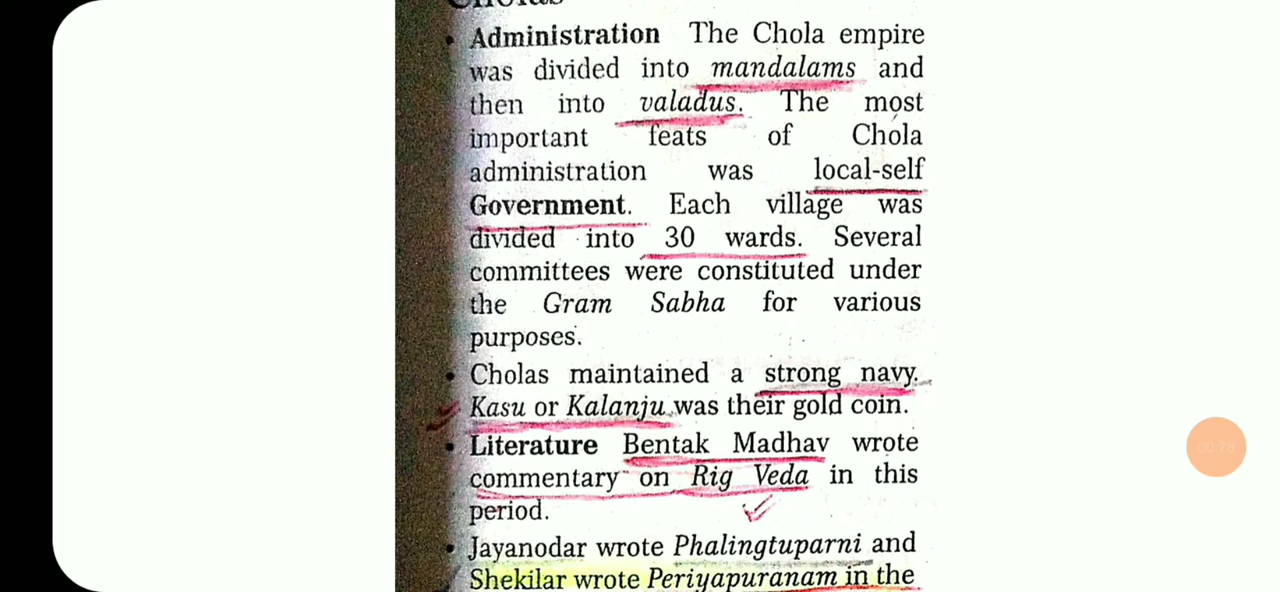 Cholas
• Administration The Chola empire
was divided into mandalams and
then into valadus. The most
important feats of Chola
administration was local-self
Government. Each village was
divided into 30 wards. Several
committees were constituted under
the Gram Sabha for various
purposes.
• Cholas maintained a strong navy.
Kasu or Kalanju was their gold coin.
• Literature Bentak Madhav wrote
commentary on Rig Veda in this
period.
• Jayanodar wrote Phalingtuparni and
Shekilar wrote Periyapuranam in the